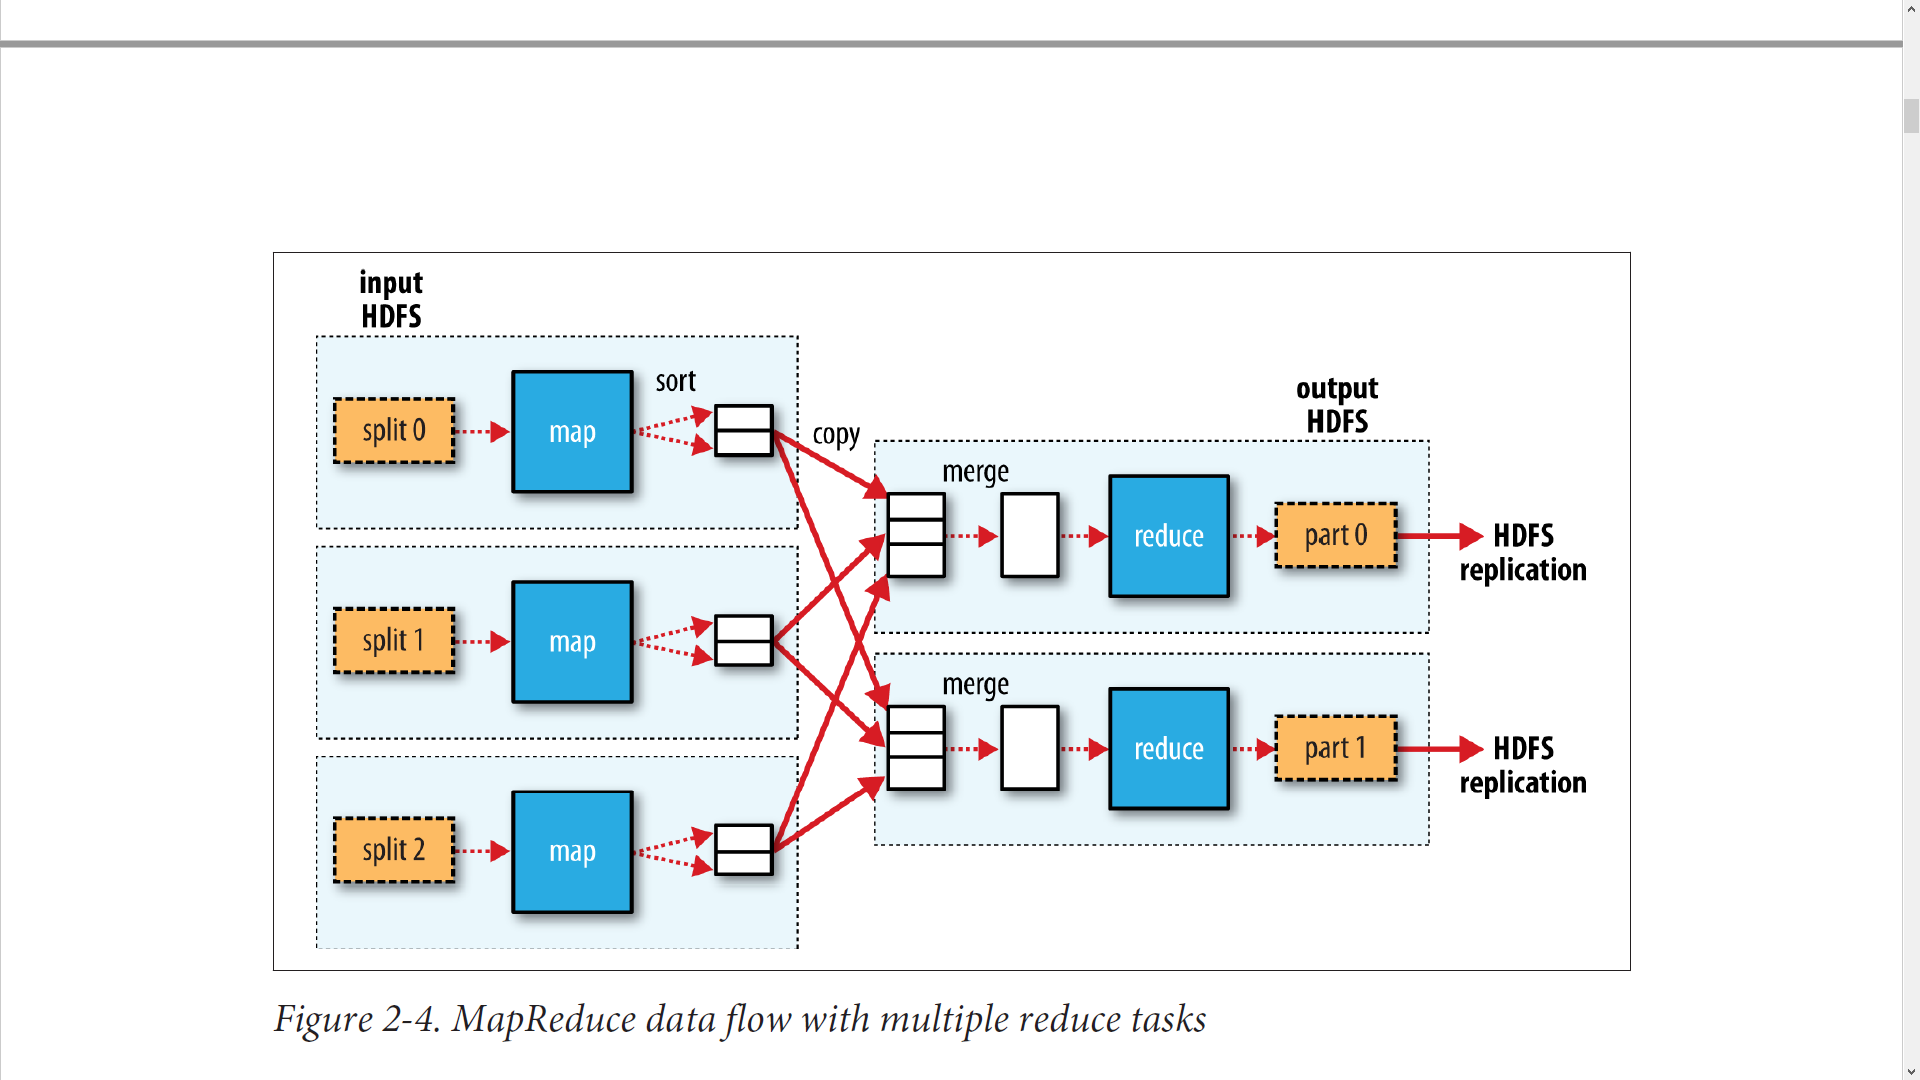 input
HDFS
split 0
map
sort
copy
split 1
map
split 2
map
output
HDFS
merge
reduce
part 0
HDFS
replication
merge
reduce
part 1
HDFS
replication
Figure 2-4. MapReduce data flow with multiple reduce tasks